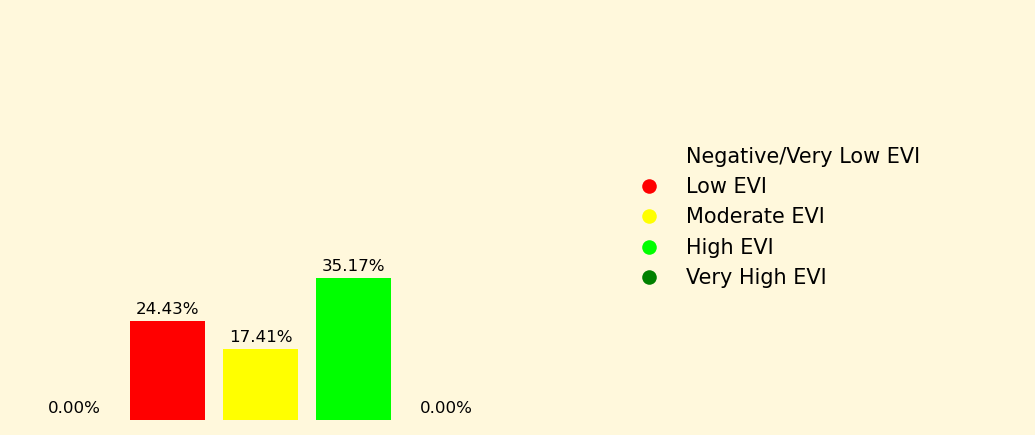 Negative/Very Low EVI
Low EVI
Moderate EVI
High EVI
Very High EVI
35.17%
24.43%
17.41%
0.00%
0.00%